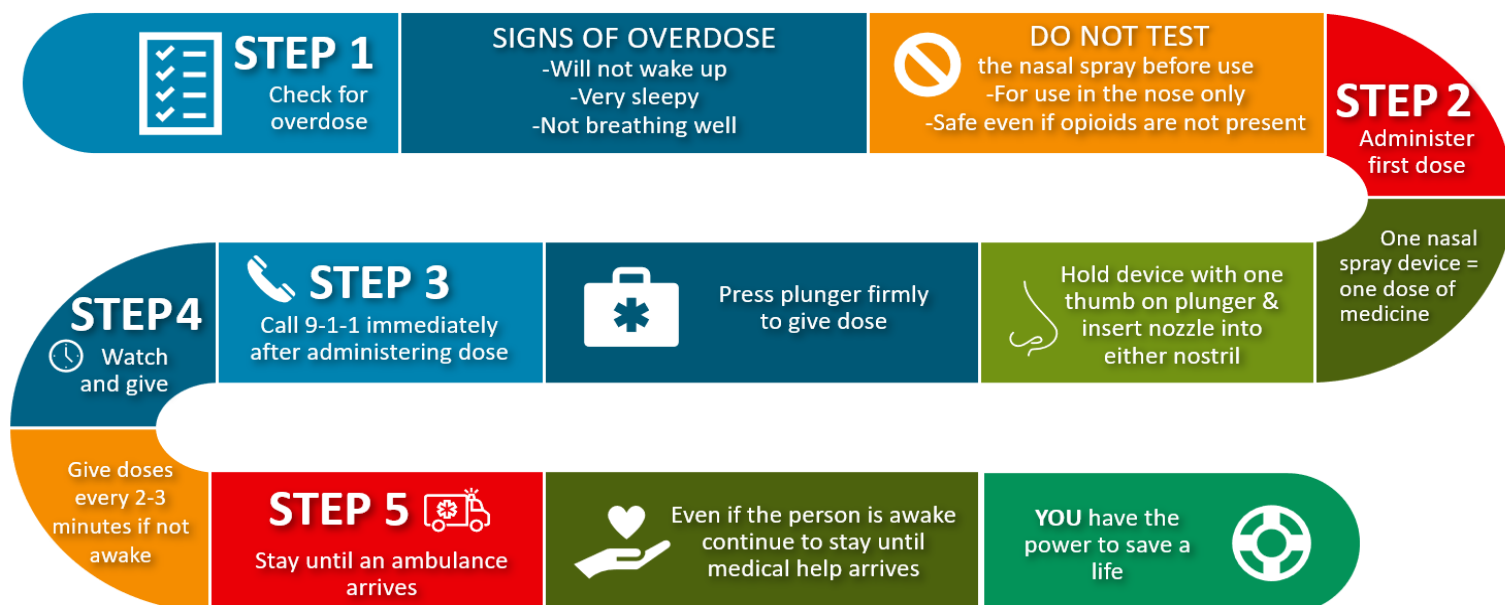 STEP 1
Check for
overdose
SIGNS OF OVERDOSE
-Will not wake up
-Very sleepy
-Not breathing well
DO NOT TEST
the nasal spray before use
-For use in the nose only
-Safe even if opioids are not present
STEP 2
Administer
first dose
One nasal
spray device =
one dose of
medicine
Hold device with one
thumb on plunger &
insert nozzle into
either nostril
Press plunger firmly
to give dose
STEP 3
Call 9-1-1 immediately
after administering dose
STEP4
Watch
and give
Give doses
every 2-3
minutes if not
awake
STEP 5
Stay until an ambulance
arrives
Even if the person is awake
continue to stay until
medical help arrives
YOU have the
power to save a
life